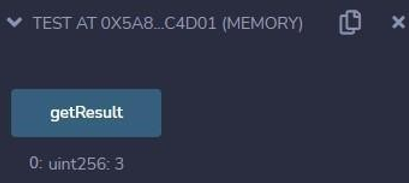 TEST AT 0X5A8...C4D01 (MEMORY)
getResult
0: uint256: 3